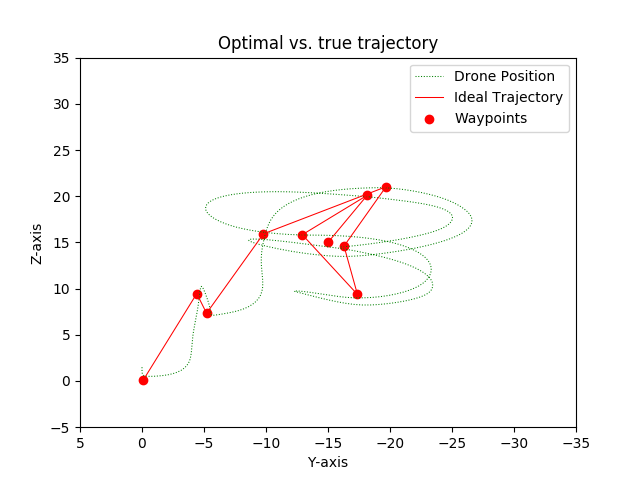 Optimal vs. true trajectory
Drone Position
Ideal Trajectory
Waypoints
35
30
25
20
15
10
5
0
−5
Z-axis
5 0 −5 −10 −15 −20 −25 −30 −35
Y-axis